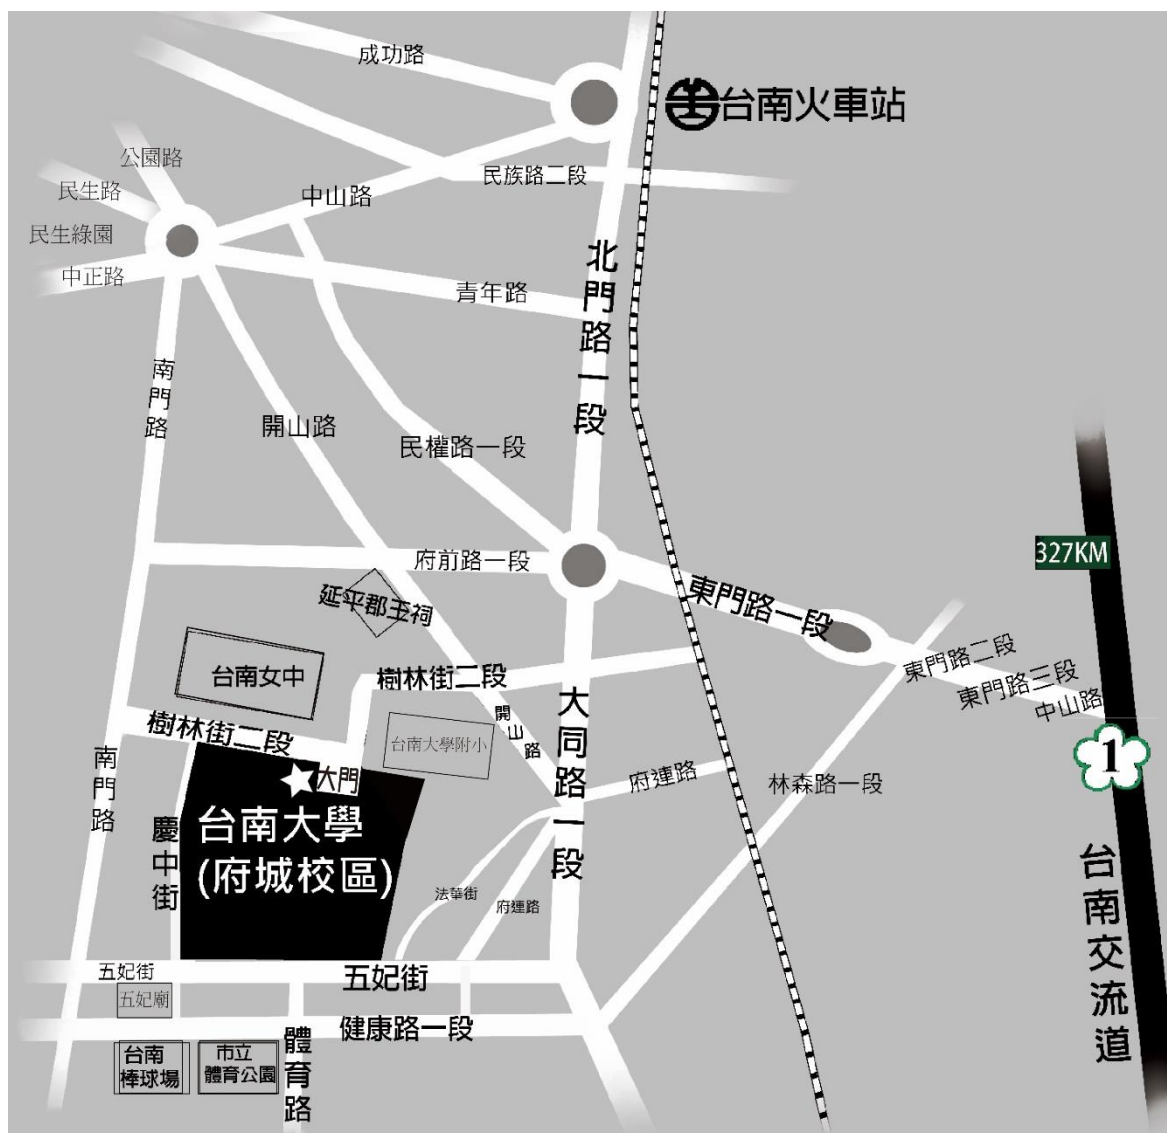 成功路
台南火車站
公園路
民族路二段
民生路
中山路
民生綠園
中正路
北門路一段
青年路
南門路
開山路
民權路一段
327KM
府前路一段
東門路一段
延平郡王祠
台南女中
樹林街二段
東門路二段
東門路三段
中山路
大同路一段
開山路
樹林街二段
台南大學附小
1
南門路
大門
府連路
林森路一段
慶中街
台南大學
(府城校區)
台南交流道
法華街
府連路
五妃街
五妃街
五妃廟
健康路一段
體育路
台南
棒球場
市立
體育公園